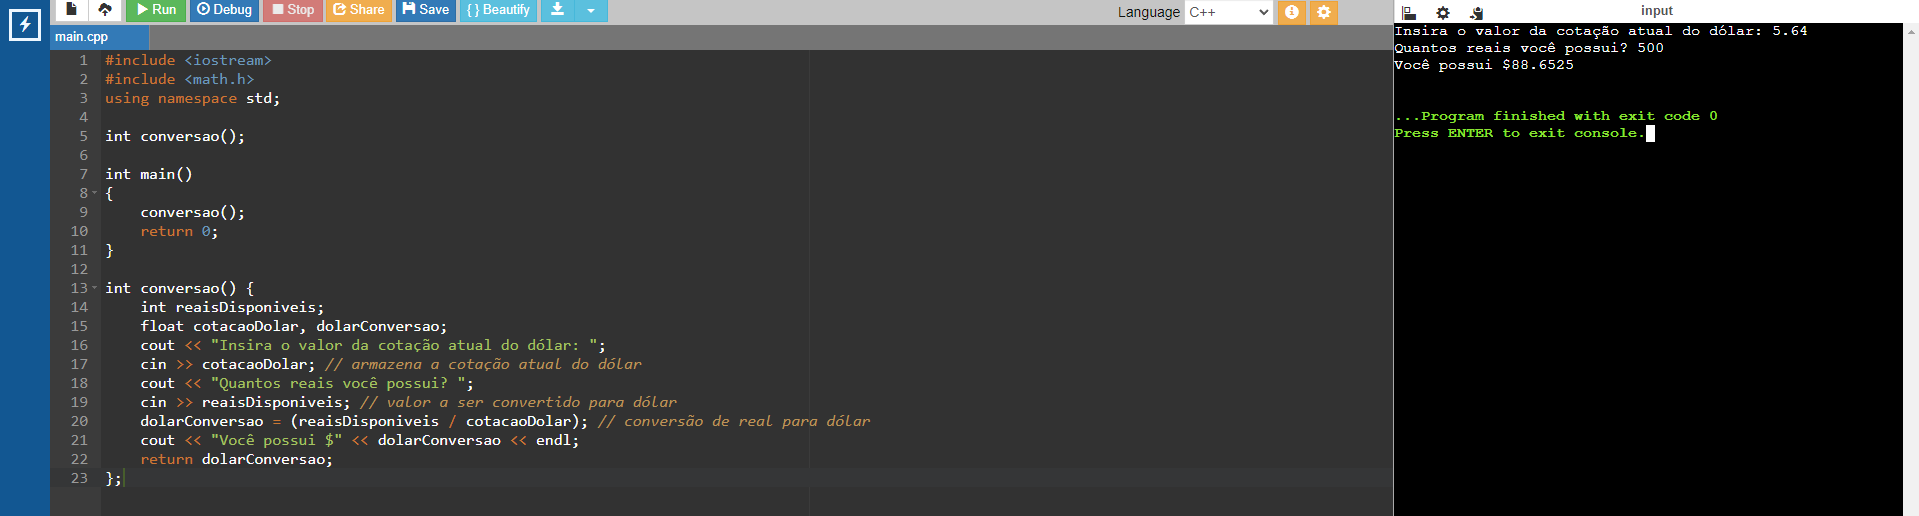 Run Debug Stop Share Save { } Beautify Language C++
main.cpp
1 #include <iostream>
2 #include <math.h>
3 using namespace std;
4
5 int conversao();
6
7 int main()
8 {
9 conversao();
10 return 0;
11 }
12
13 int conversao() {
14 int reaisDisponiveis;
15 float cotacaoDolar, dolarConversao;
16 cout << "Insira o valor da cotação atual do dólar: ";
17 cin >> cotacaoDolar; // armazena a cotação atual do dólar
18 cout << "Quantos reais você possui? ";
19 cin >> reaisDisponiveis; // valor a ser convertido para dólar
20 dolarConversao = (reaisDisponiveis / cotacaoDolar); // conversão de real para dólar
21 cout << "Você possui $" << dolarConversao << endl;
22 return dolarConversao;
23 };
input
Insira o valor da cotação atual do dólar: 5.64
Quantos reais você possui? 500
Você possui $88.6525
...Program finished with exit code 0
Press ENTER to exit console.